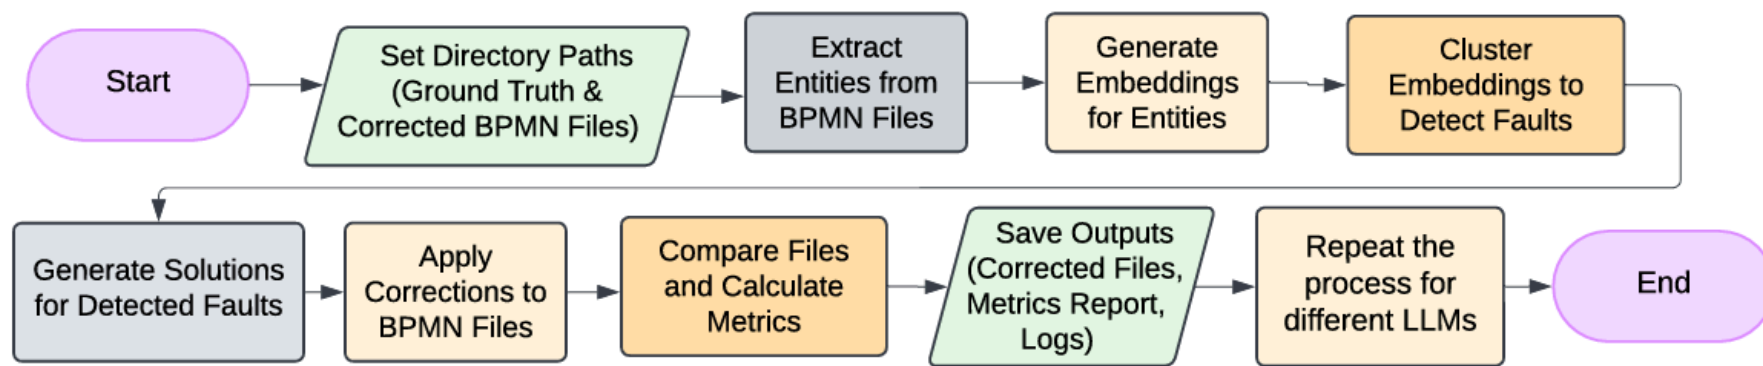 Start
Set Directory Paths
(Ground Truth &
Corrected BPMN Files)
Extract
Entities from
BPMN Files
Generate
Embeddings
for Entities
Cluster
Embeddings to
Detect Faults
Generate Solutions
for Detected Faults
Apply
Corrections to
BPMN Files
Compare Files
and Calculate
Metrics
Save Outputs
(Corrected Files,
Metrics Report,
Logs)
Repeat the
process for
different LLMs
End